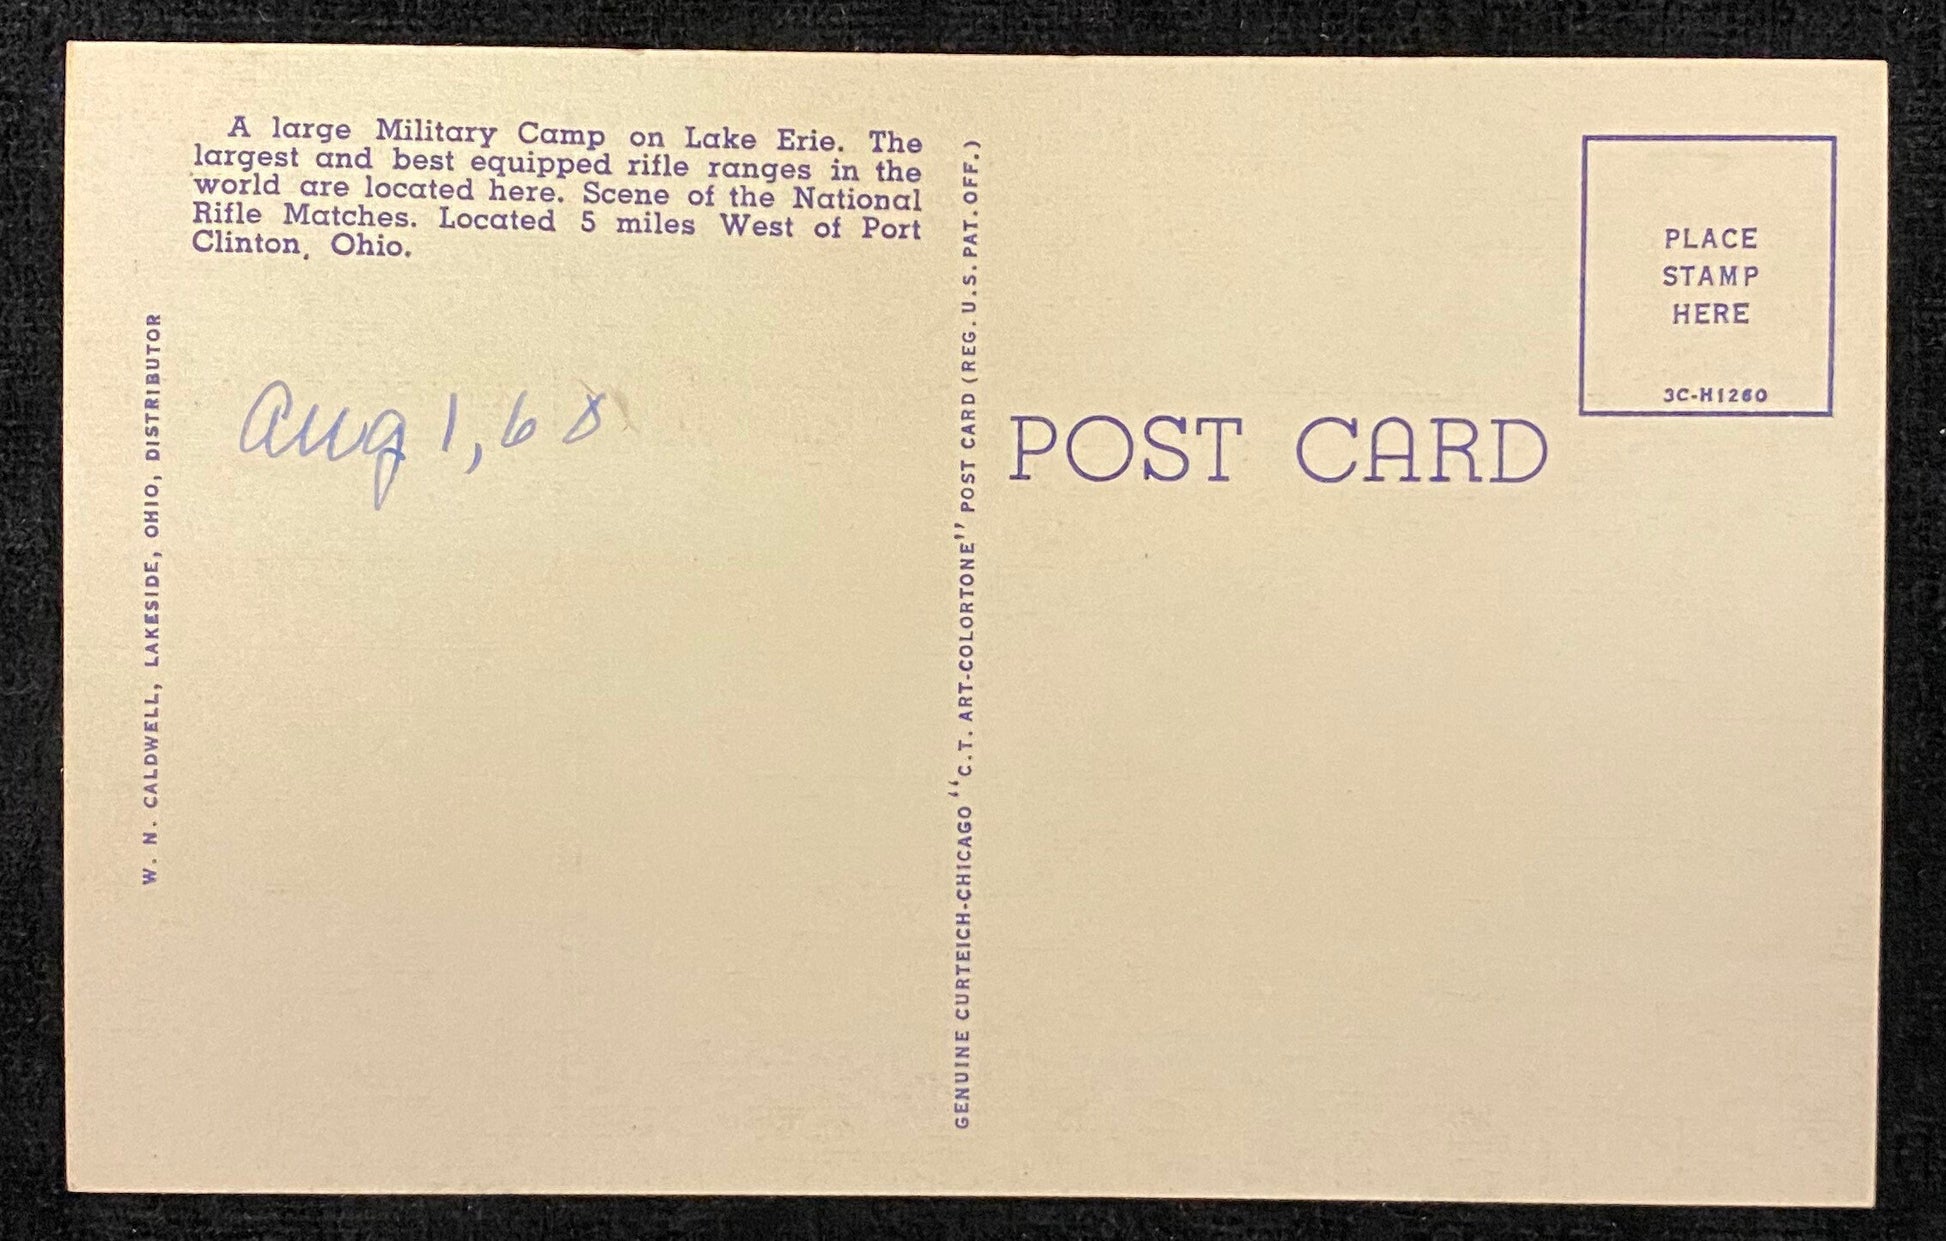 A large Military Camp on Lake Erie. The
largest and best equipped rifle ranges in the
world are located here. Scene of the National
Rifle Matches. Located 5 miles West of Port
Clinton, Ohio.
W. N. CALDWELL, LAKESIDE, OHIO, DISTRIBUTOR
Aug 1, 68
GENUINE CURTEICH-CHICAGO "C.T. ART-COLORTONE" POST CARD (REG. U.S. PAT. OFF.)
POST CARD
PLACE
STAMP
HERE
3C-H1260